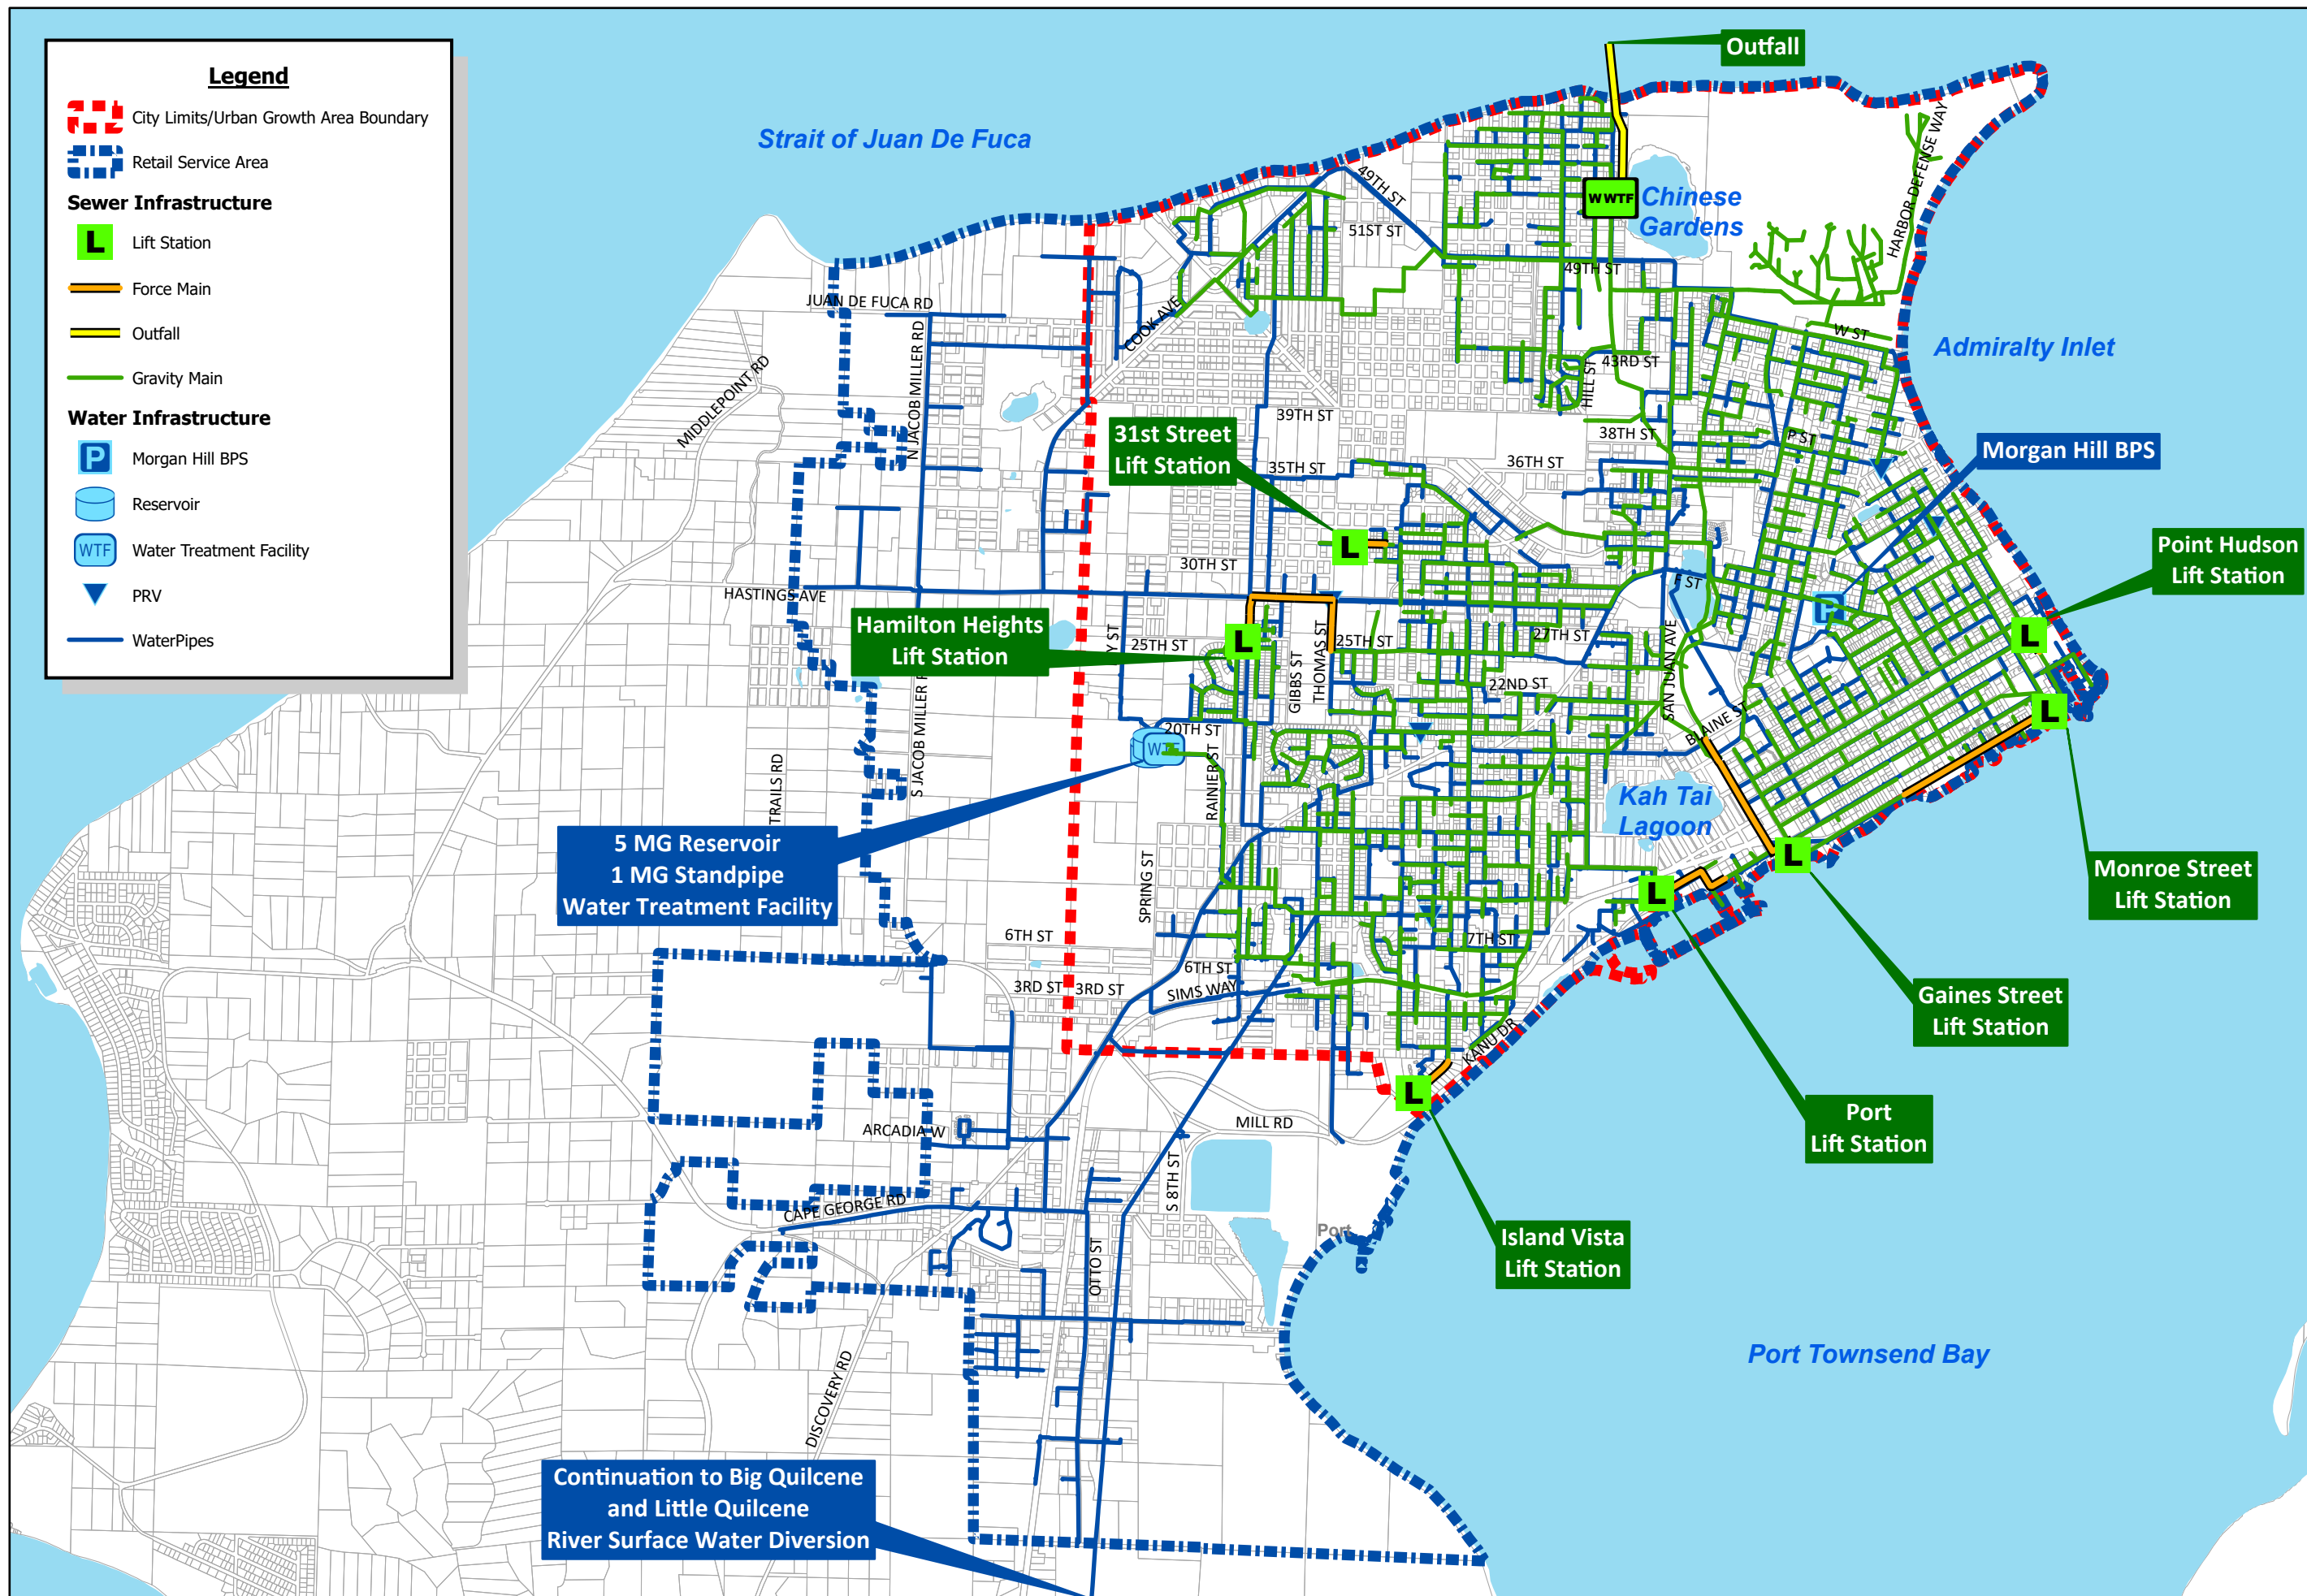 Legend
City Limits/Urban Growth Area Boundary
Retail Service Area
Sewer Infrastructure
L
Lift Station
Force Main
Outfall
Gravity Main
Water Infrastructure
P
Morgan Hill BPS
Reservoir
WTF
Water Treatment Facility
PRV
WaterPipes
Outfall
Strait of Juan De Fuca
WWTF
Chinese
Gardens
HARBOR DEFENSE WAY
49TH ST
51ST ST
49TH ST
JUAN DE FUCA RD
COOK AVE
N JACOB MILLER RD
MIDDLEPOINT RD
W ST
Admiralty Inlet
43RD ST
HILL ST
39TH ST
38TH ST
P ST
31st Street
Lift Station
35TH ST
36TH ST
Morgan Hill BPS
L
30TH ST
HASTINGS AVE
F ST
P
Point Hudson
Lift Station
L
Hamilton Heights
Lift Station
L
Y ST
25TH ST
25TH ST
27TH ST
SAN JUAN AVE
GIBBS ST
THOMAS ST
22ND ST
L
BLAINE ST
20TH ST
WTF
S JACOB MILLER R
RAINIER ST
TRAILS RD
Kah Tai
Lagoon
5 MG Reservoir
1 MG Standpipe
Water Treatment Facility
SPRING ST
L
L
Monroe Street
Lift Station
6TH ST
7TH ST
6TH ST
3RD ST
3RD ST
SIMS WAY
Gaines Street
Lift Station
KANU DR
L
MILL RD
ARCADIA W
Port
Lift Station
S 8TH ST
CAPE GEORGE RD
Port
Island Vista
Lift Station
OTTO ST
DISCOVERY RD
Port Townsend Bay
Continuation to Big Quilcene
and Little Quilcene
River Surface Water Diversion